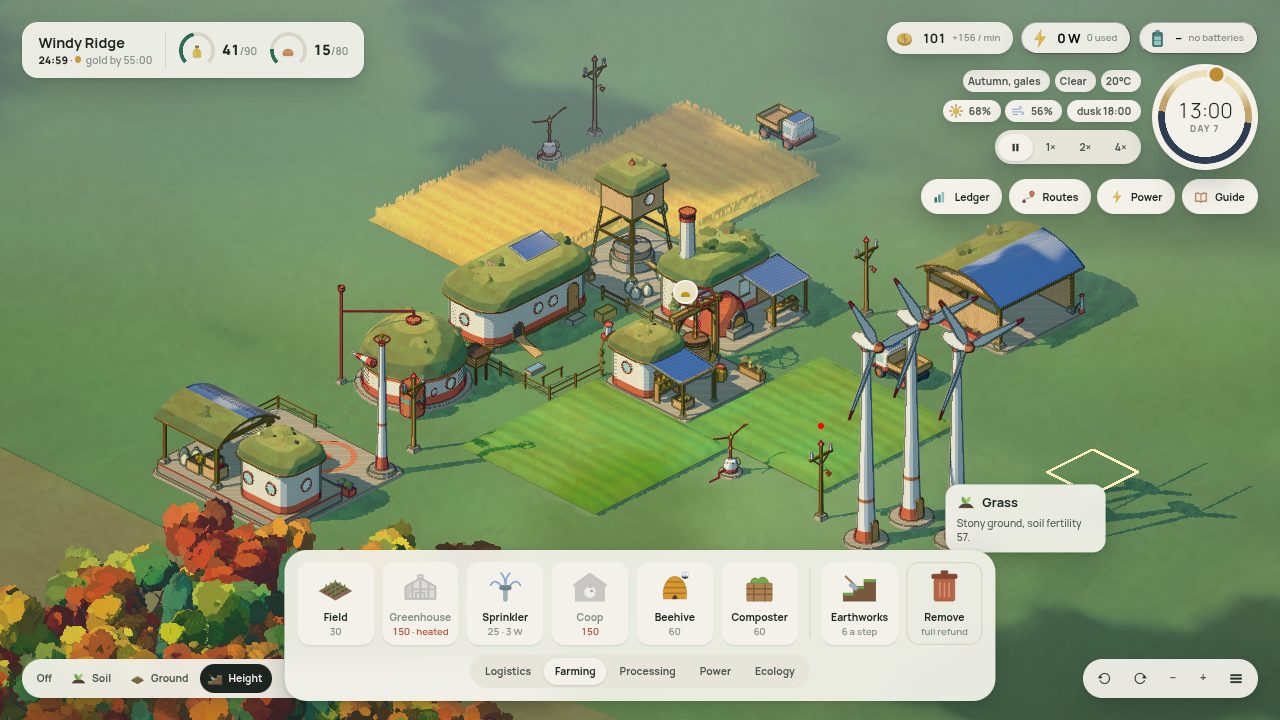 Windy Ridge
24:59 · gold by 55:00
41/90
15/80
101 +156 / min
0 W 0 used
– no batteries
Autumn, gales
Clear
20°C
68%
56%
dusk 18:00
13:00
DAY 7
1×
2×
4×
Ledger
Routes
Power
Guide
Grass
Stony ground, soil fertility
57.
Field
30
Greenhouse
150 · heated
Sprinkler
25 · 3 W
Coop
150
Beehive
60
Composter
60
Earthworks
6 a step
Remove
full refund
Logistics
Farming
Processing
Power
Ecology
Off
Soil
Ground
Height